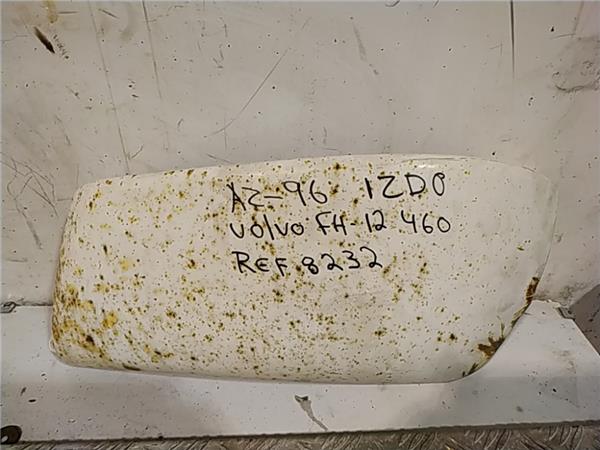 AZ-96 IZDO
Volvo FH-12 460
REF 8232